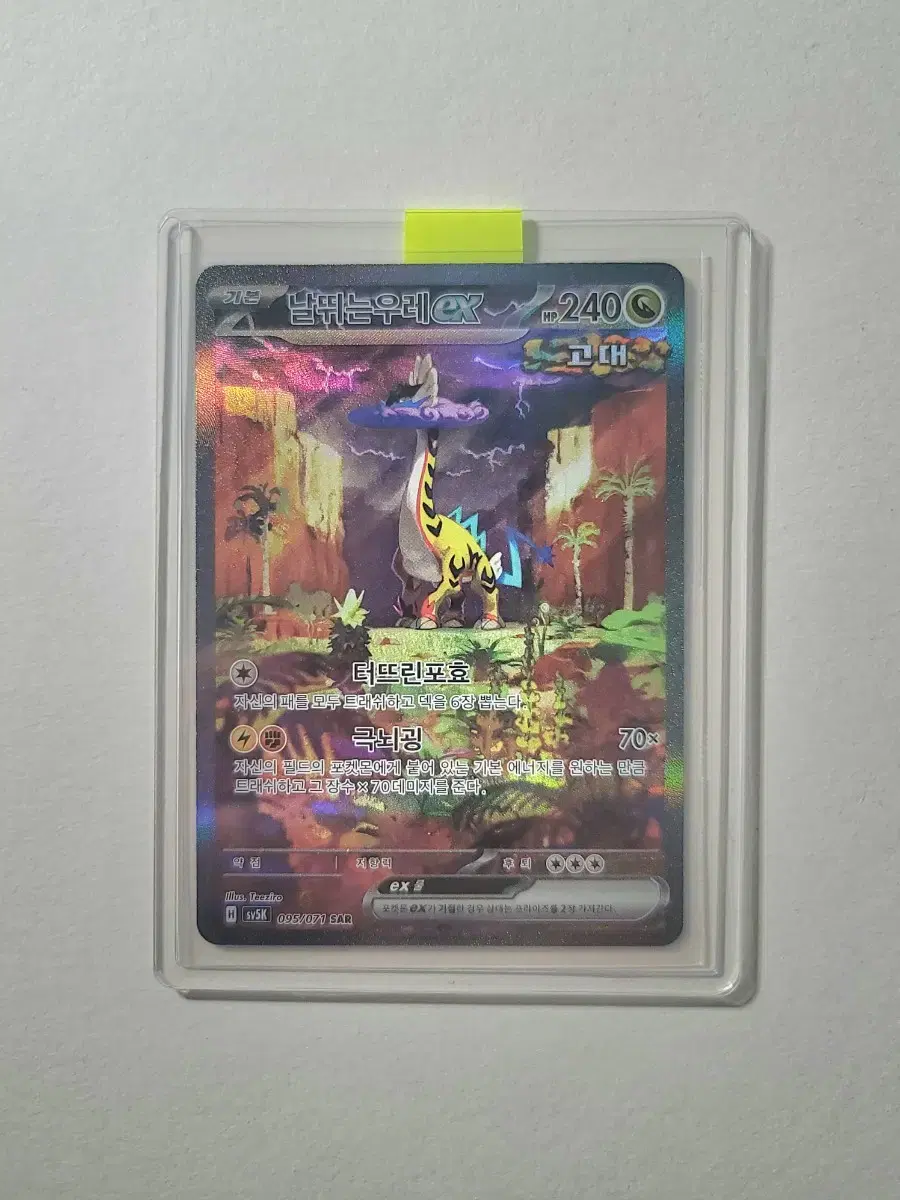 기본 날뛰는우레ex HP 240
고대
터뜨린포효
자신의 패를 모두 트래쉬하고 덱을 6장 뽑는다.
극뇌굉 70×
자신의 필드의 포켓몬에게 붙어 있는 기본 에너지를 원하는 만큼
트래쉬하고 그 장수×70데미지를 준다.
약점 저항력 후퇴
ex룰
포켓몬 ex가 기절한 경우 상대는 프라이즈를 2장 가져간다.
Illus. Teeziro
H sv5K 095/071 SAR